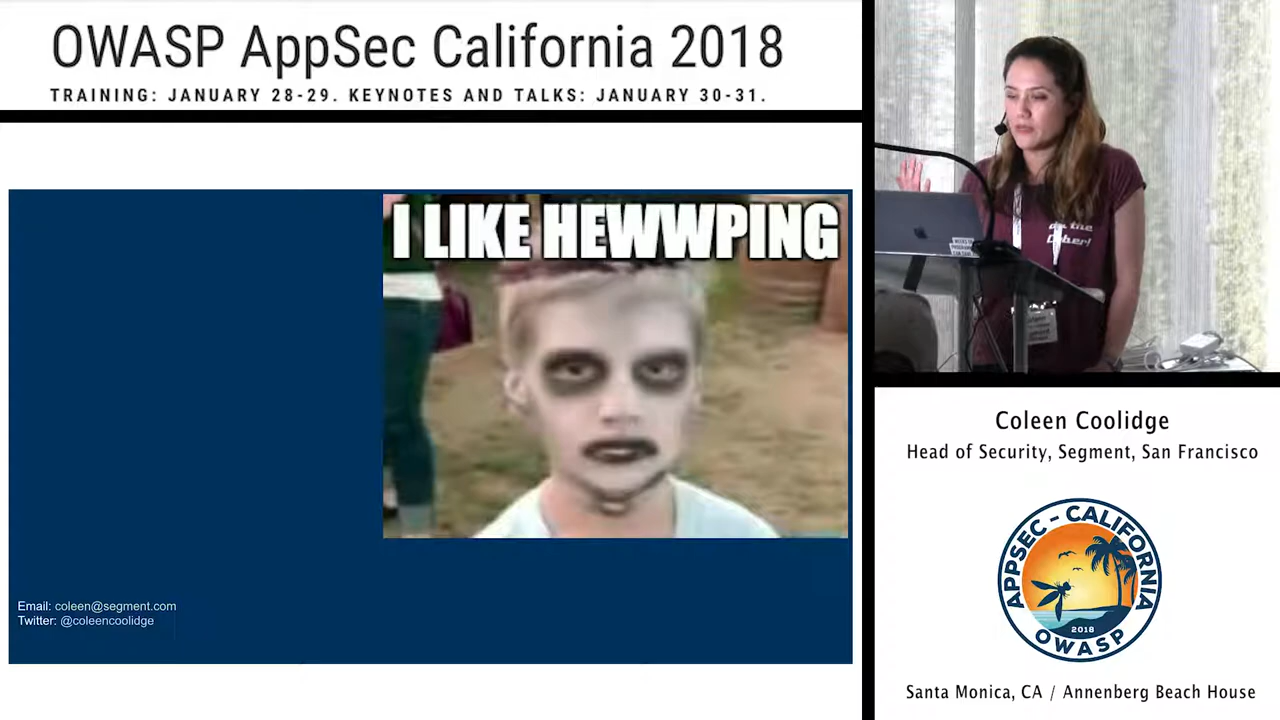 OWASP AppSec California 2018
TRAINING: JANUARY 28-29. KEYNOTES AND TALKS: JANUARY 30-31.
I LIKE HEWWPING
Email: coleen@segment.com
Twitter: @coleencoolidge
Cyber!
Coleen Coolidge
Head of Security, Segment, San Francisco
APPSEC - CALIFORNIA
2018
OWASP
Santa Monica, CA / Annenberg Beach House